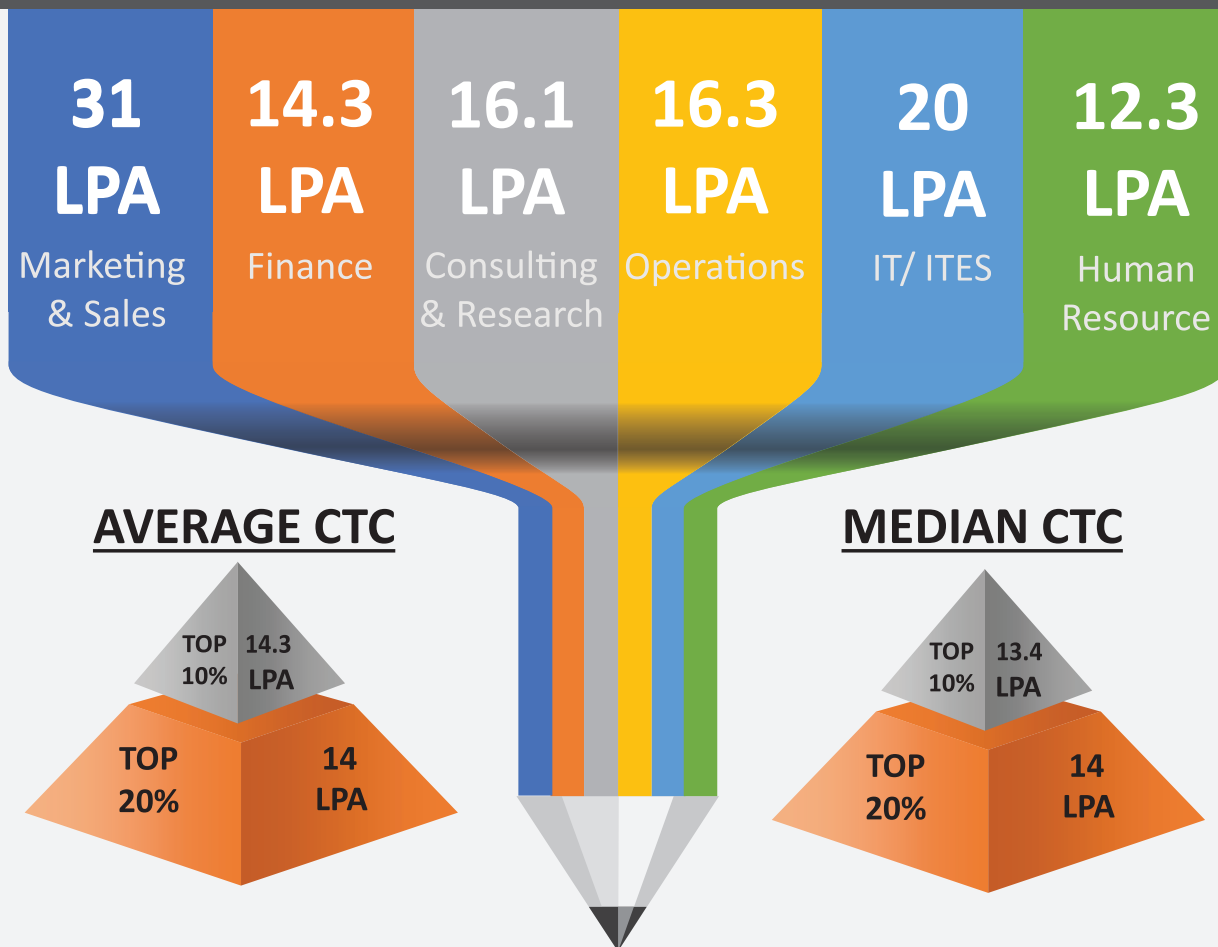 31
LPA
Marketing
& Sales
14.3
LPA
Finance
16.1
LPA
Consulting
& Research
16.3
LPA
Operations
20
LPA
IT/ ITES
12.3
LPA
Human
Resource
AVERAGE CTC
TOP
10%
14.3
LPA
TOP
20%
14
LPA
MEDIAN CTC
TOP
10%
13.4
LPA
TOP
20%
14
LPA